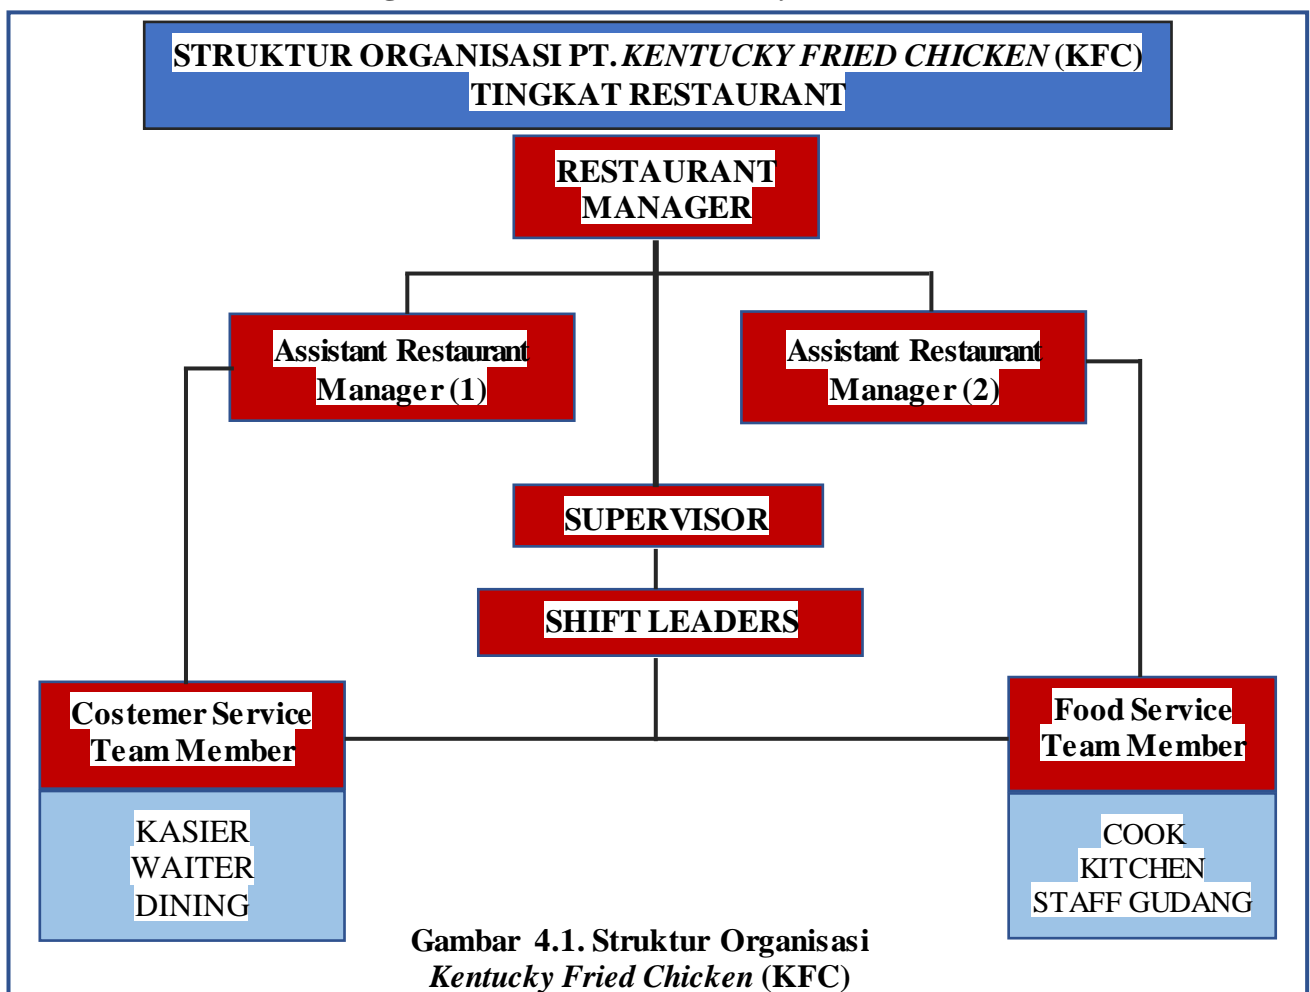 STRUKTUR ORGANISASI PT. KENTUCKY FRIED CHICKEN (KFC)
TINGKAT RESTAURANT
RESTAURANT
MANAGER
Assistant Restaurant
Manager (1)
Assistant Restaurant
Manager (2)
SUPERVISOR
SHIFT LEADERS
Costemer Service
Team Member
Food Service
Team Member
KASIER
WAITER
DINING
COOK
KITCHEN
STAFF GUDANG
Gambar 4.1. Struktur Organisasi
Kentucky Fried Chicken (KFC)